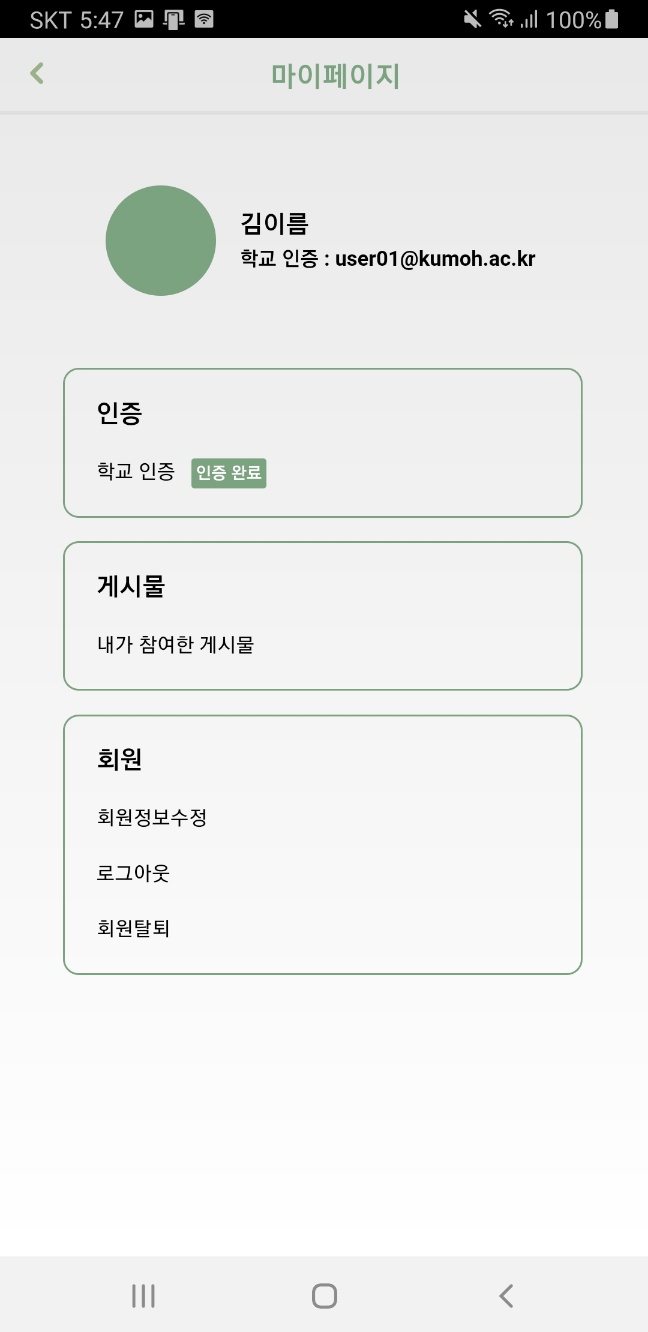 SKT 5:47 100%
마이페이지
김이름
학교 인증 : user01@kumoh.ac.kr
인증
학교 인증 인증 완료
게시물
내가 참여한 게시물
회원
회원정보수정
로그아웃
회원탈퇴